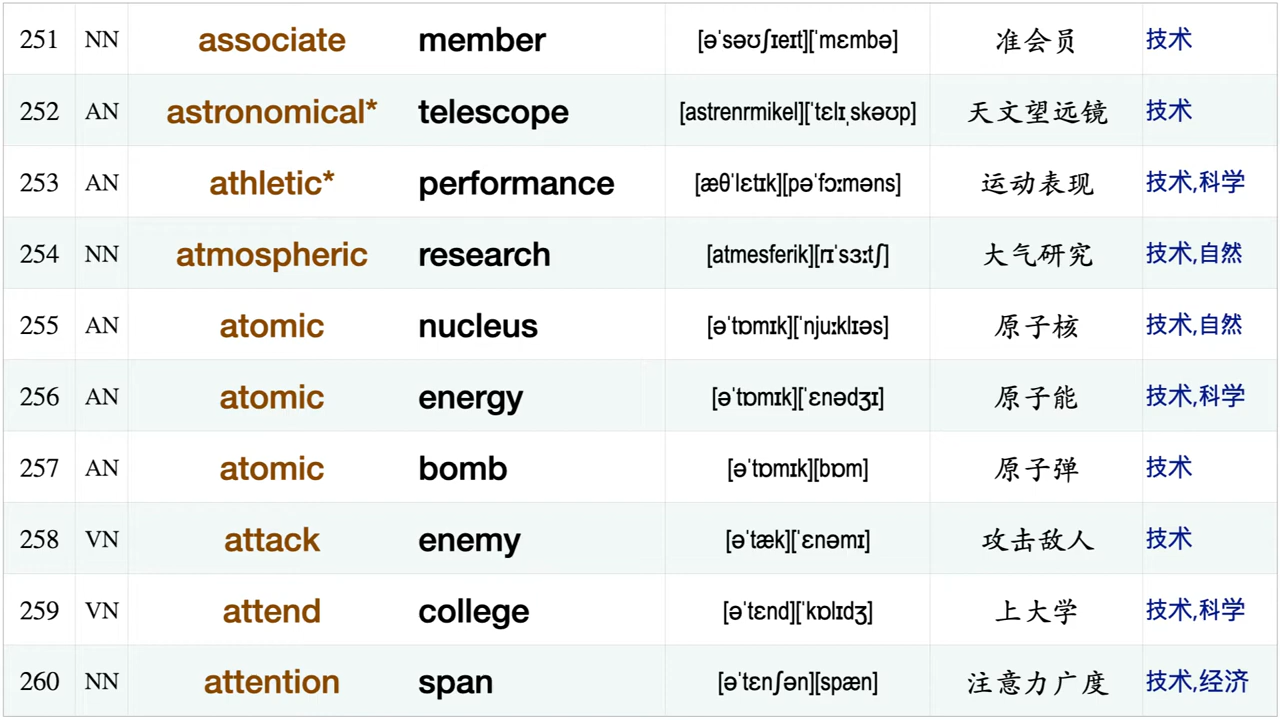 251 NN associate member [əˈsəʊʃɪeɪt][ˈmɛmbə] 准会员 技术
252 AN astronomical* telescope [astrenrmikel][ˈtɛlɪˌskəʊp] 天文望远镜 技术
253 AN athletic* performance [æθˈlɛtɪk][pəˈfɔːməns] 运动表现 技术,科学
254 NN atmospheric research [atmesferik][rɪˈsɜːtʃ] 大气研究 技术,自然
255 AN atomic nucleus [əˈtɒmɪk][ˈnjuːklɪəs] 原子核 技术,自然
256 AN atomic energy [əˈtɒmɪk][ˈɛnədʒɪ] 原子能 技术,科学
257 AN atomic bomb [əˈtɒmɪk][bɒm] 原子弹 技术
258 VN attack enemy [əˈtæk][ˈɛnəmɪ] 攻击敌人 技术
259 VN attend college [əˈtɛnd][ˈkɒlɪdʒ] 上大学 技术,科学
260 NN attention span [əˈtɛnʃən][spæn] 注意力广度 技术,经济